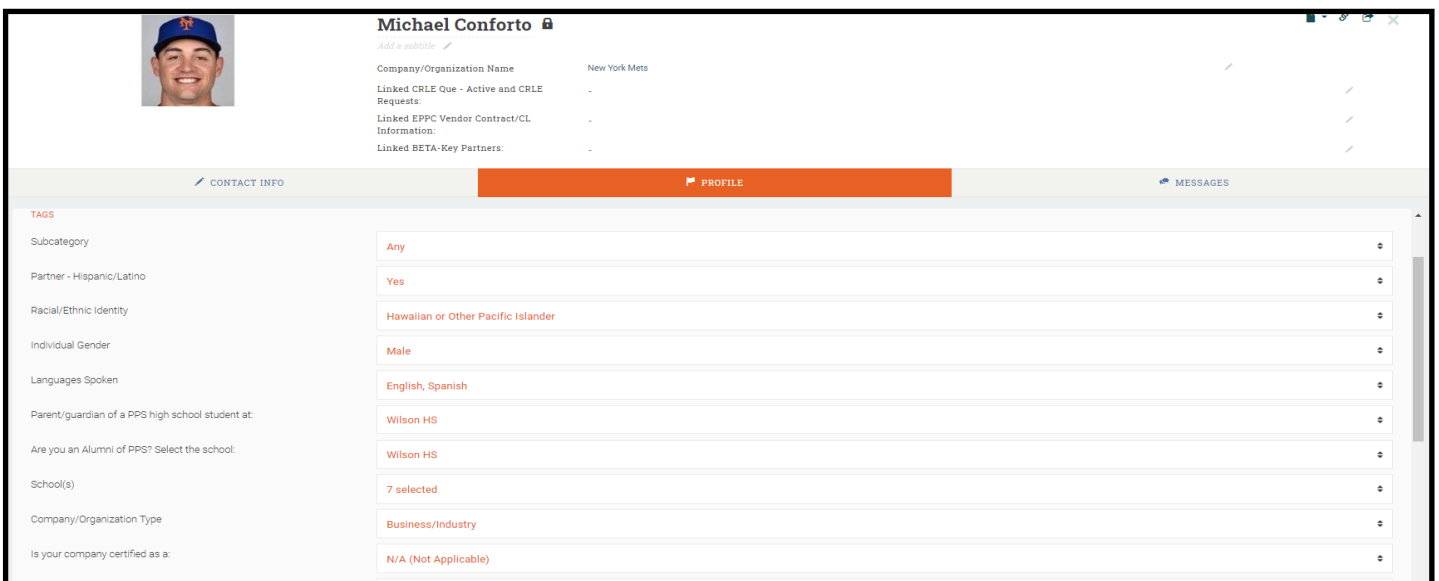 Michael Conforto
Add a subtitle
Company/Organization Name New York Mets
Linked CRLE Que - Active and CRLE
Requests: -
Linked EPPC Vendor Contract/CL
Information: -
Linked BETA-Key Partners: -
CONTACT INFO PROFILE MESSAGES
TAGS
Subcategory Any
Partner - Hispanic/Latino Yes
Racial/Ethnic Identity Hawaiian or Other Pacific Islander
Individual Gender Male
Languages Spoken English, Spanish
Parent/guardian of a PPS high school student at: Wilson HS
Are you an Alumni of PPS? Select the school: Wilson HS
School(s) 7 selected
Company/Organization Type Business/Industry
Is your company certified as a: N/A (Not Applicable)